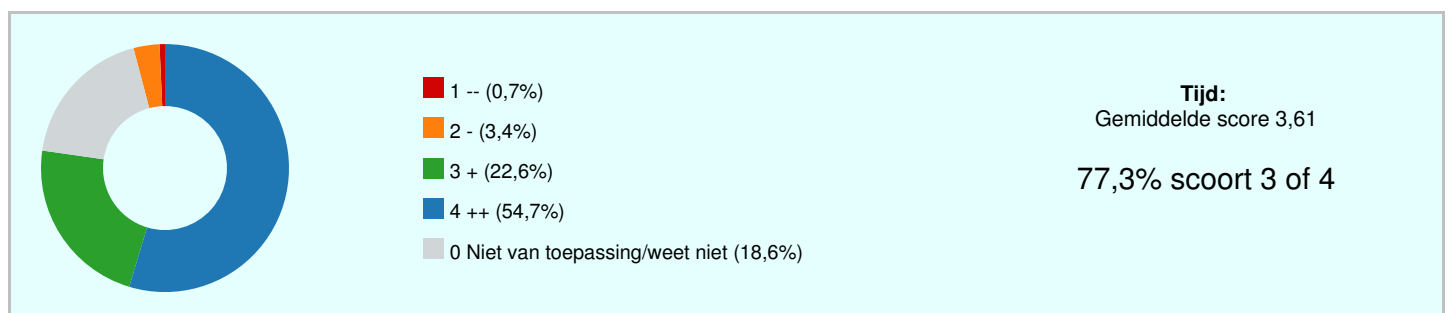 1 -- (0,7%)
2 - (3,4%)
3 + (22,6%)
4 ++ (54,7%)
0 Niet van toepassing/weet niet (18,6%)
Tijd:
Gemiddelde score 3,61
77,3% scoort 3 of 4